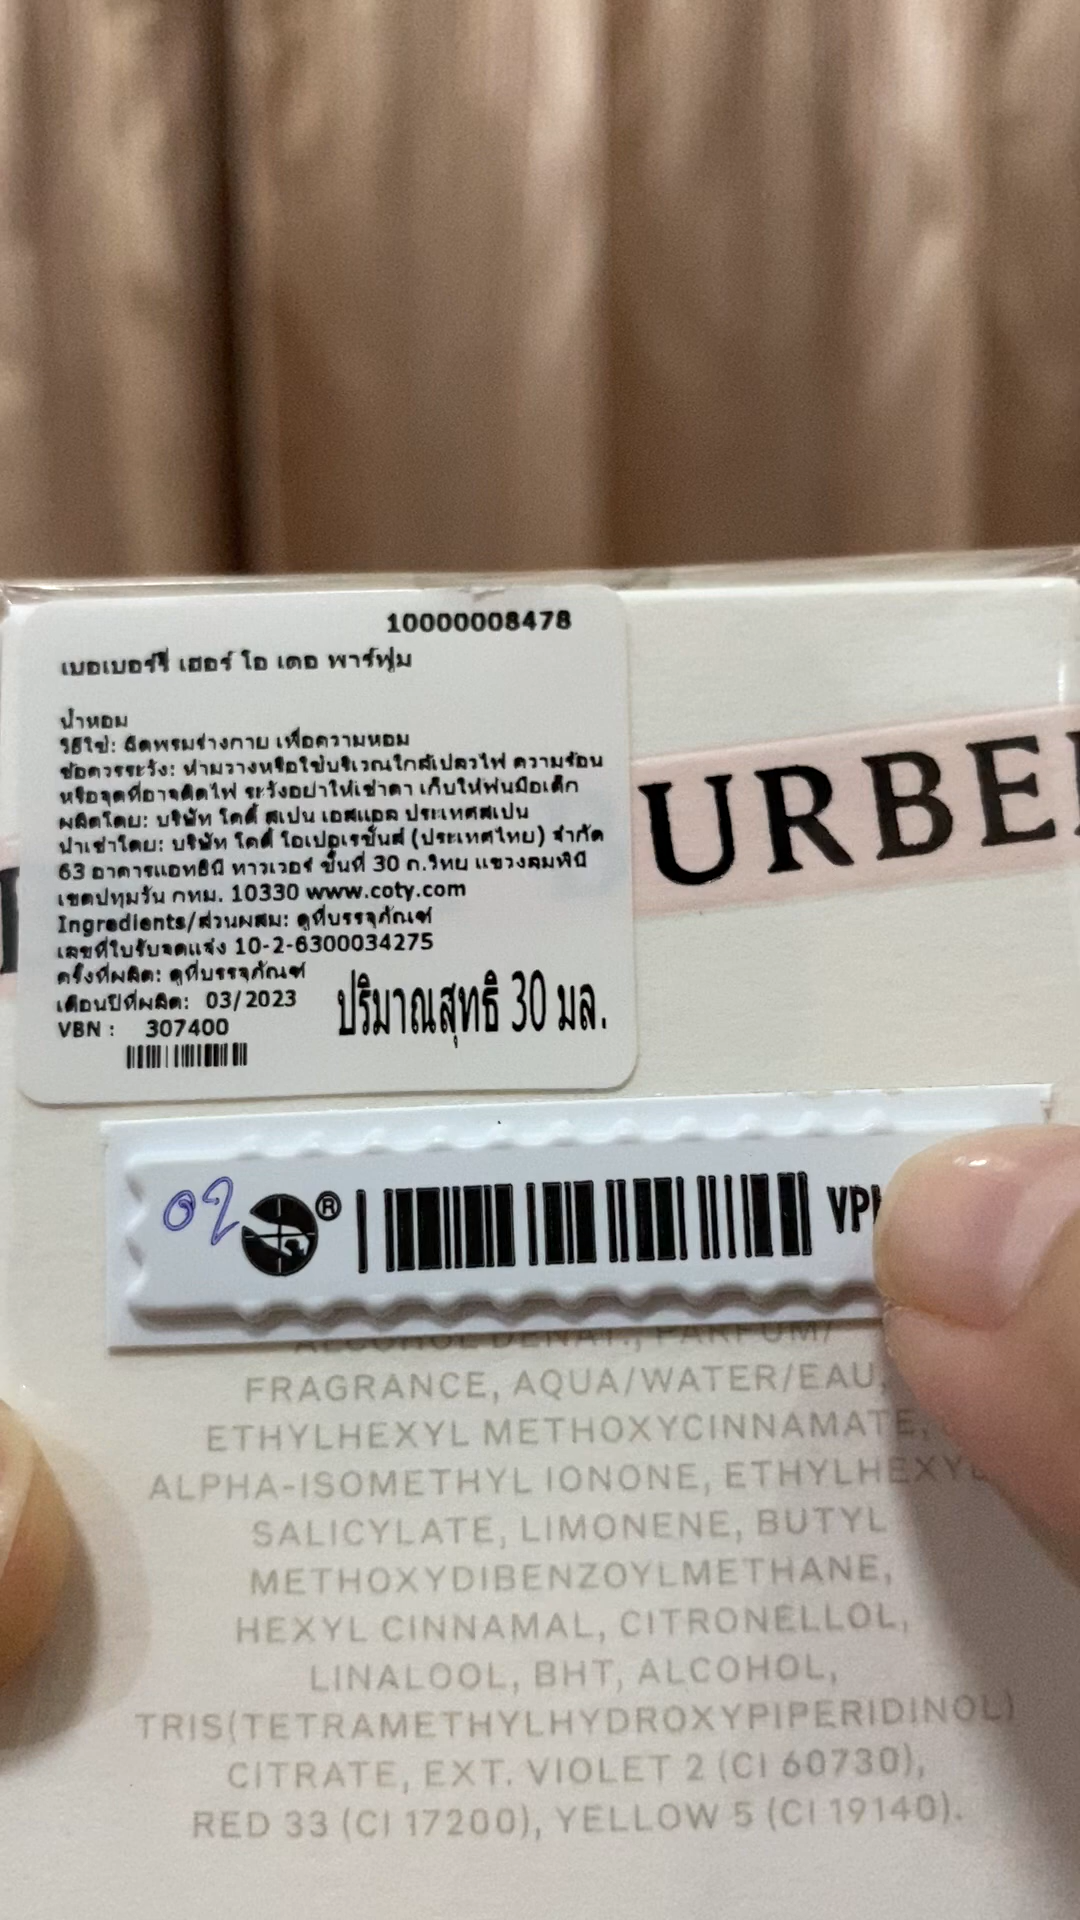 10000008478
เบอเบอร์รี่ เฮอร์ โอ เดอ พาร์ฟูม
น้ำหอม
วิธีใช้: ฉีดพรมร่างกาย เพื่อความหอม
ข้อควรระวัง: ห้ามวางหรือใช้บริเวณใกล้เปลวไฟ ความร้อน
หรือจุดที่อาจติดไฟ ระวังอย่าให้เข้าตา เก็บให้พ้นมือเด็ก
ผลิตโดย: บริษัท โคตี้ สเปน เอสแอล ประเทศสเปน
นำเข้าโดย: บริษัท โคตี้ โอเปอเรชั่นส์ (ประเทศไทย) จำกัด
63 อาคารแอทธินี ทาวเวอร์ ชั้นที่ 30 ถ.วิทยุ แขวงลุมพินี
เขตปทุมวัน กทม. 10330 www.coty.com
Ingredients/ส่วนผสม: ดูที่บรรจุภัณฑ์
เลขที่ใบรับจดแจ้ง 10-2-6300034275
ครั้งที่ผลิต: ดูที่บรรจุภัณฑ์
เดือนปีที่ผลิต: 03/2023
ปริมาณสุทธิ 30 มล.
VBN : 307400
URBE
02 ® VP
ALCOHOL DENAT., PARFUM/
FRAGRANCE, AQUA/WATER/EAU,
ETHYLHEXYL METHOXYCINNAMATE,
ALPHA-ISOMETHYL IONONE, ETHYLHEXYL
SALICYLATE, LIMONENE, BUTYL
METHOXYDIBENZOYLMETHANE,
HEXYL CINNAMAL, CITRONELLOL,
LINALOOL, BHT, ALCOHOL,
TRIS(TETRAMETHYLHYDROXYPIPERIDINOL)
CITRATE, EXT. VIOLET 2 (CI 60730),
RED 33 (CI 17200), YELLOW 5 (CI 19140).